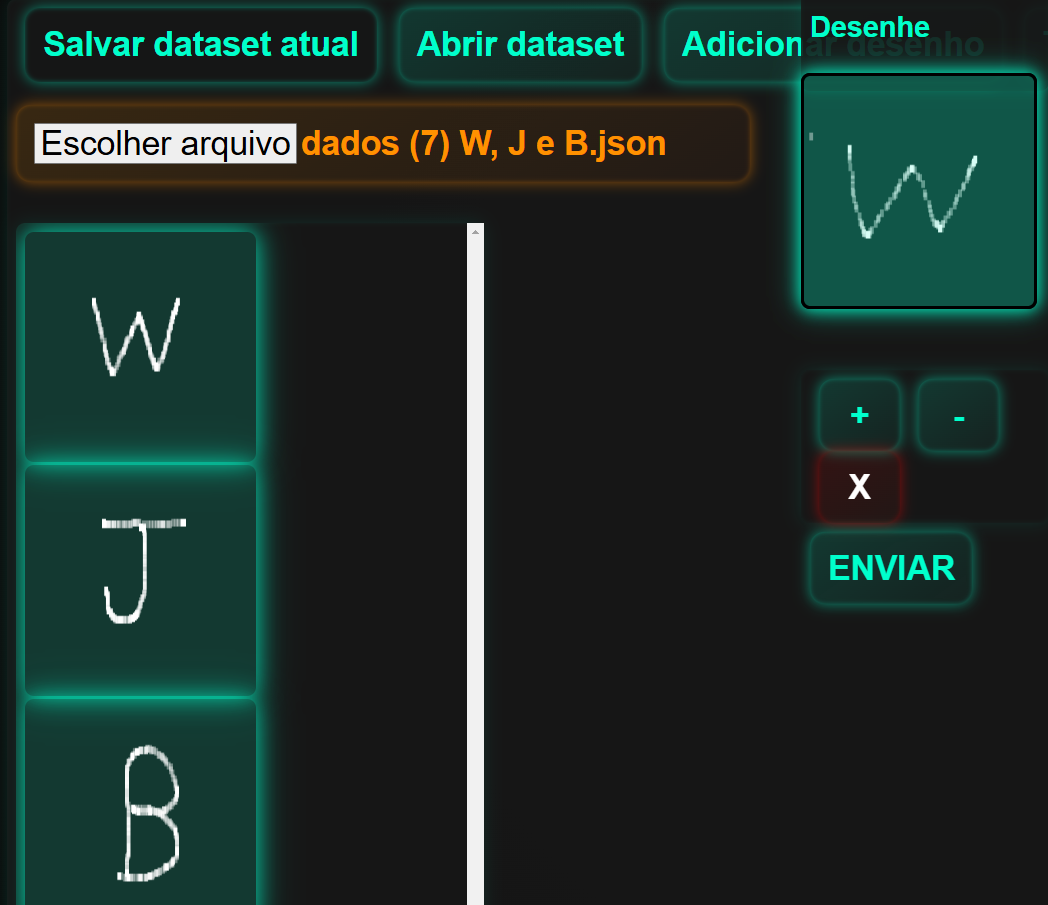 Salvar dataset atual
Abrir dataset
Adicionar desenho
Desenhe
Escolher arquivo dados (7) W, J e B.json
W
W
J
B
+
-
X
ENVIAR